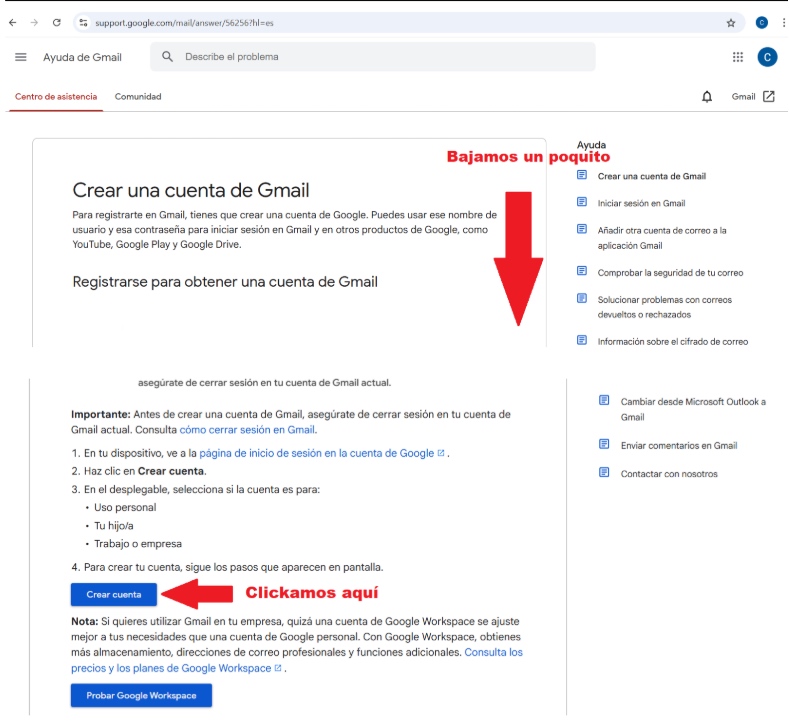 support.google.com/mail/answer/56256?hl=es
C
Ayuda de Gmail
Describe el problema
C
Centro de asistencia
Comunidad
Gmail
Bajamos un poquito
Crear una cuenta de Gmail
Para registrarte en Gmail, tienes que crear una cuenta de Google. Puedes usar ese nombre de
usuario y esa contraseña para iniciar sesión en Gmail y en otros productos de Google, como
YouTube, Google Play y Google Drive.
Registrarse para obtener una cuenta de Gmail
Ayuda
Crear una cuenta de Gmail
Iniciar sesión en Gmail
Añadir otra cuenta de correo a la
aplicación Gmail
Comprobar la seguridad de tu correo
Solucionar problemas con correos
devueltos o rechazados
Información sobre el cifrado de correo
asegúrate de cerrar sesión en tu cuenta de Gmail actual.
Importante: Antes de crear una cuenta de Gmail, asegúrate de cerrar sesión en tu cuenta de
Gmail actual. Consulta cómo cerrar sesión en Gmail.
1. En tu dispositivo, ve a la página de inicio de sesión en la cuenta de Google.
2. Haz clic en Crear cuenta.
3. En el desplegable, selecciona si la cuenta es para:
• Uso personal
• Tu hijo/a
• Trabajo o empresa
4. Para crear tu cuenta, sigue los pasos que aparecen en pantalla.
Crear cuenta
Clickamos aquí
Nota: Si quieres utilizar Gmail en tu empresa, quizá una cuenta de Google Workspace se ajuste
mejor a tus necesidades que una cuenta de Google personal. Con Google Workspace, obtienes
más almacenamiento, direcciones de correo profesionales y funciones adicionales. Consulta los
precios y los planes de Google Workspace.
Probar Google Workspace
Cambiar desde Microsoft Outlook a
Gmail
Enviar comentarios en Gmail
Contactar con nosotros